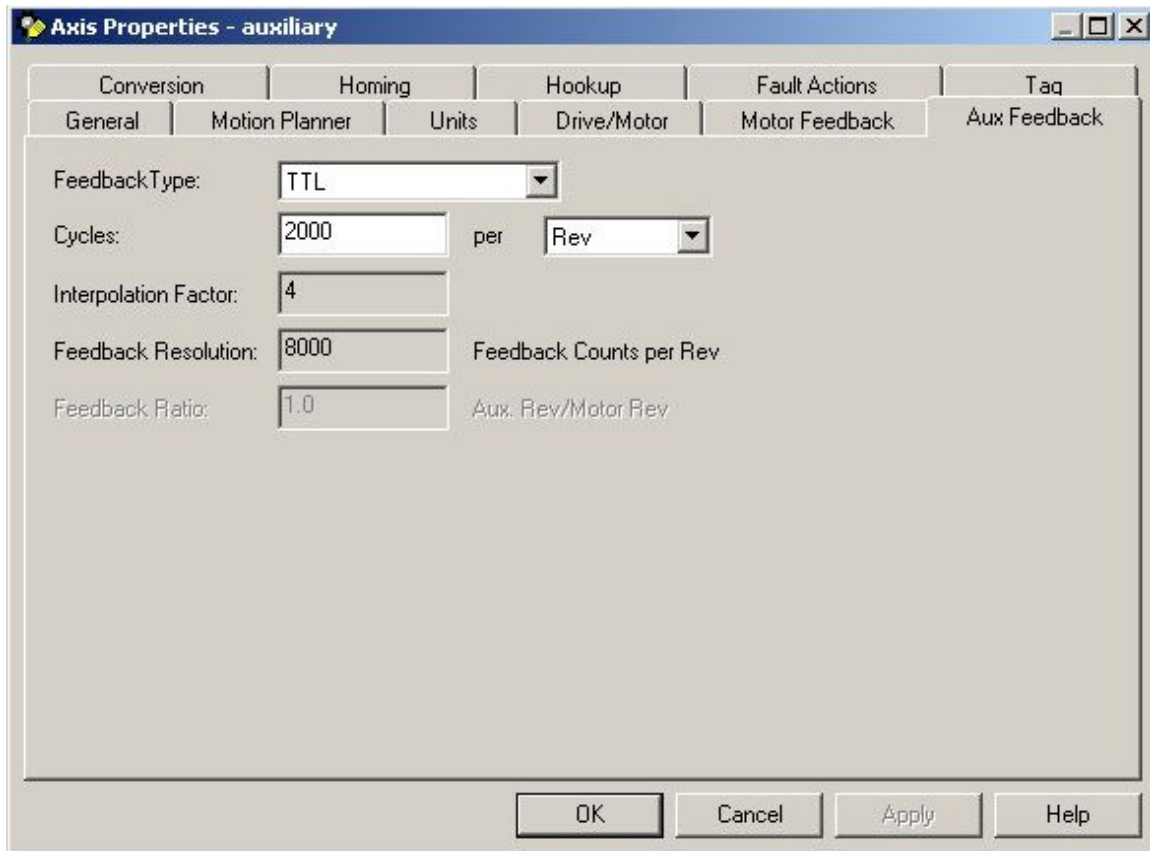 Axis Properties - auxiliary
Conversion Homing Hookup Fault Actions Tag
General Motion Planner Units Drive/Motor Motor Feedback Aux Feedback
FeedbackType: TTL
Cycles: 2000 per Rev
Interpolation Factor: 4
Feedback Resolution: 8000 Feedback Counts per Rev
Feedback Ratio: 1.0 Aux. Rev/Motor Rev
OK Cancel Apply Help